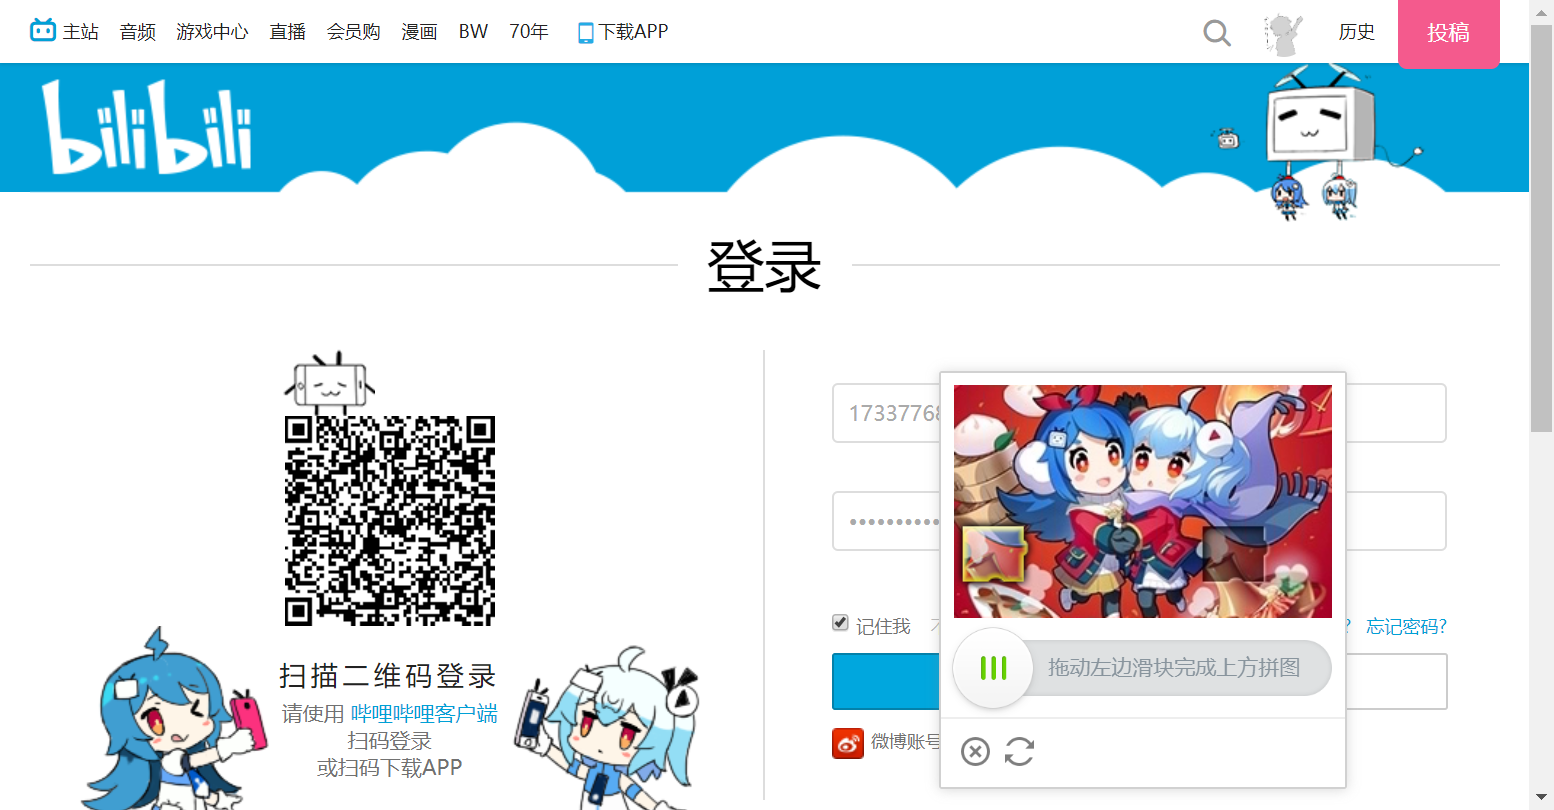 主站 音频 游戏中心 直播 会员购 漫画 BW 70年 下载APP 历史 投稿
bilibili
登录
1733776
扫描二维码登录
请使用 哔哩哔哩客户端
扫码登录
或扫码下载APP
记住我
? 忘记密码?
拖动左边滑块完成上方拼图
微博账号